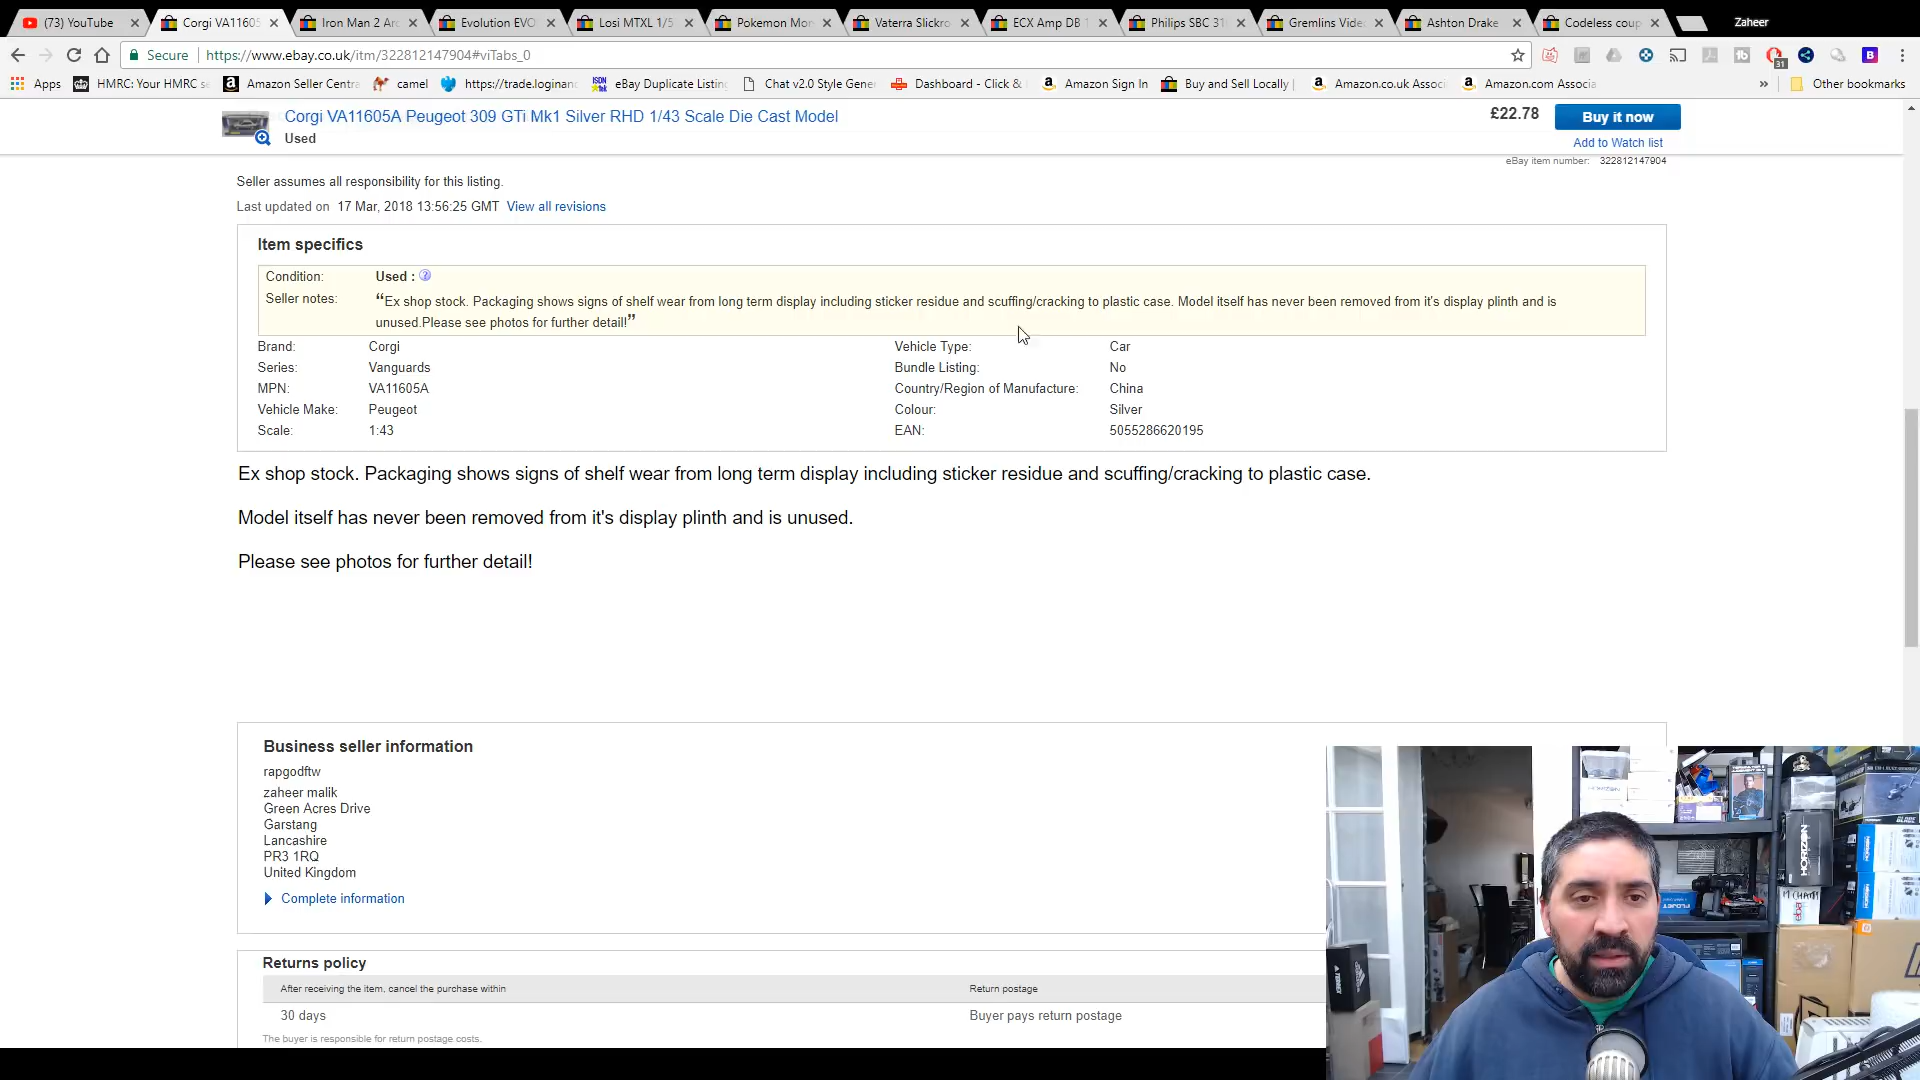 (73) YouTube
Corgi VA11605
Iron Man 2 Arc
Evolution EVO
Losi MTXL 1/5
Pokemon Mon
Vaterra Slickro
ECX Amp DB 1
Philips SBC 31
Gremlins Vide
Ashton Drake
Codeless coup
Zaheer
Secure
https://www.ebay.co.uk/itm/322812147904#viTabs_0
31
Apps
HMRC: Your HMRC se
Amazon Seller Centra
camel
https://trade.loginanc
eBay Duplicate Listing
Chat v2.0 Style Gener
Dashboard - Click &
Amazon Sign In
Buy and Sell Locally |
Amazon.co.uk Associ
Amazon.com Associa
»
Other bookmarks
Corgi VA11605A Peugeot 309 GTi Mk1 Silver RHD 1/43 Scale Die Cast Model
Used
£22.78
Buy it now
Add to Watch list
eBay item number: 322812147904
Seller assumes all responsibility for this listing.
Last updated on 17 Mar, 2018 13:56:25 GMT View all revisions
Item specifics
Condition: Used :
Seller notes: “Ex shop stock. Packaging shows signs of shelf wear from long term display including sticker residue and scuffing/cracking to plastic case. Model itself has never been removed from it's display plinth and is
unused.Please see photos for further detail!”
Brand: Corgi Vehicle Type: Car
Series: Vanguards Bundle Listing: No
MPN: VA11605A Country/Region of Manufacture: China
Vehicle Make: Peugeot Colour: Silver
Scale: 1:43 EAN: 5055286620195
Ex shop stock. Packaging shows signs of shelf wear from long term display including sticker residue and scuffing/cracking to plastic case.
Model itself has never been removed from it's display plinth and is unused.
Please see photos for further detail!
Business seller information
rapgodftw
zaheer malik
Green Acres Drive
Garstang
Lancashire
PR3 1RQ
United Kingdom
Complete information
Returns policy
After receiving the item, cancel the purchase within Return postage
30 days Buyer pays return postage
The buyer is responsible for return postage costs.
HORIZON